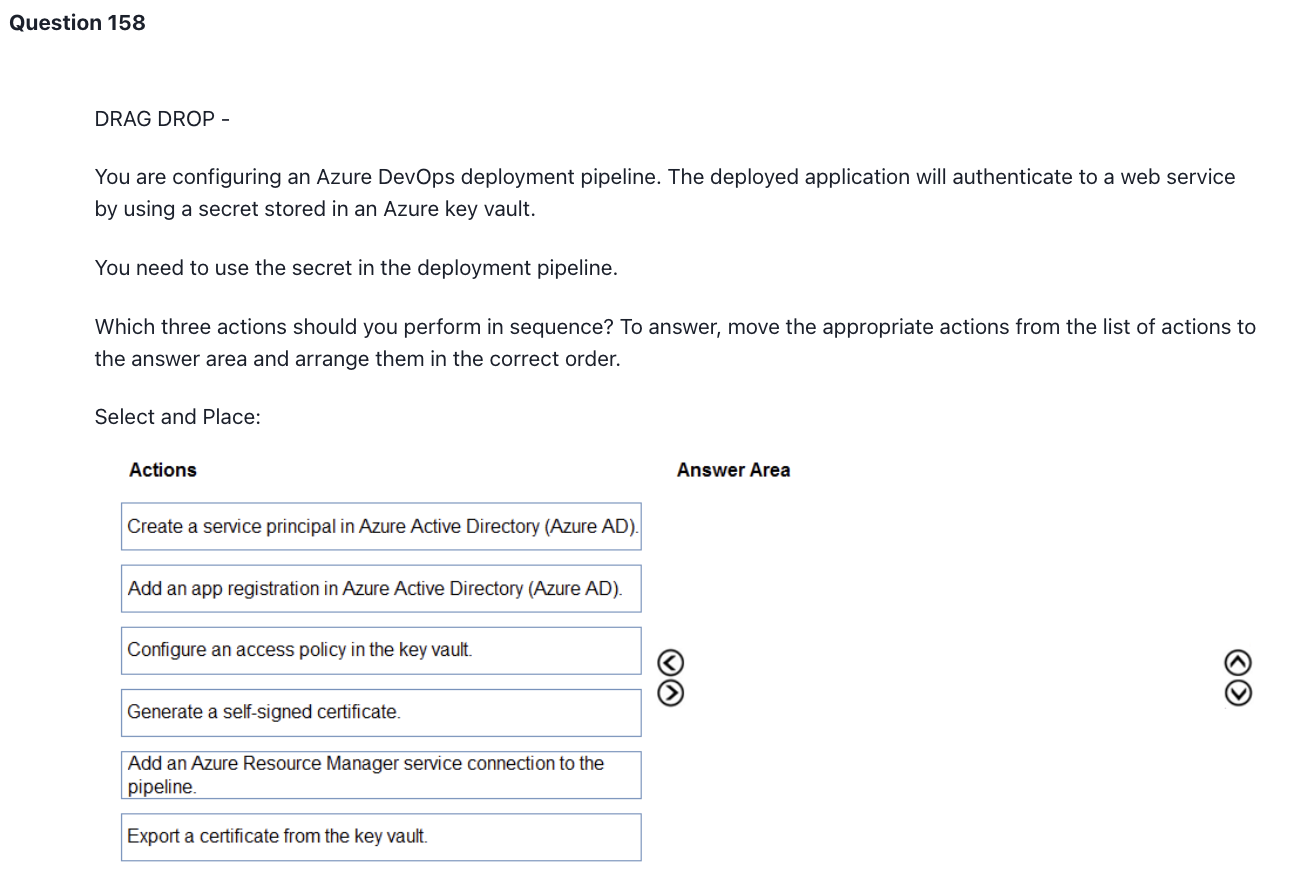 Question 158
DRAG DROP -
You are configuring an Azure DevOps deployment pipeline. The deployed application will authenticate to a web service
by using a secret stored in an Azure key vault.
You need to use the secret in the deployment pipeline.
Which three actions should you perform in sequence? To answer, move the appropriate actions from the list of actions to
the answer area and arrange them in the correct order.
Select and Place:
Actions
Answer Area
Create a service principal in Azure Active Directory (Azure AD).
Add an app registration in Azure Active Directory (Azure AD).
Configure an access policy in the key vault.
Generate a self-signed certificate.
Add an Azure Resource Manager service connection to the
pipeline.
Export a certificate from the key vault.